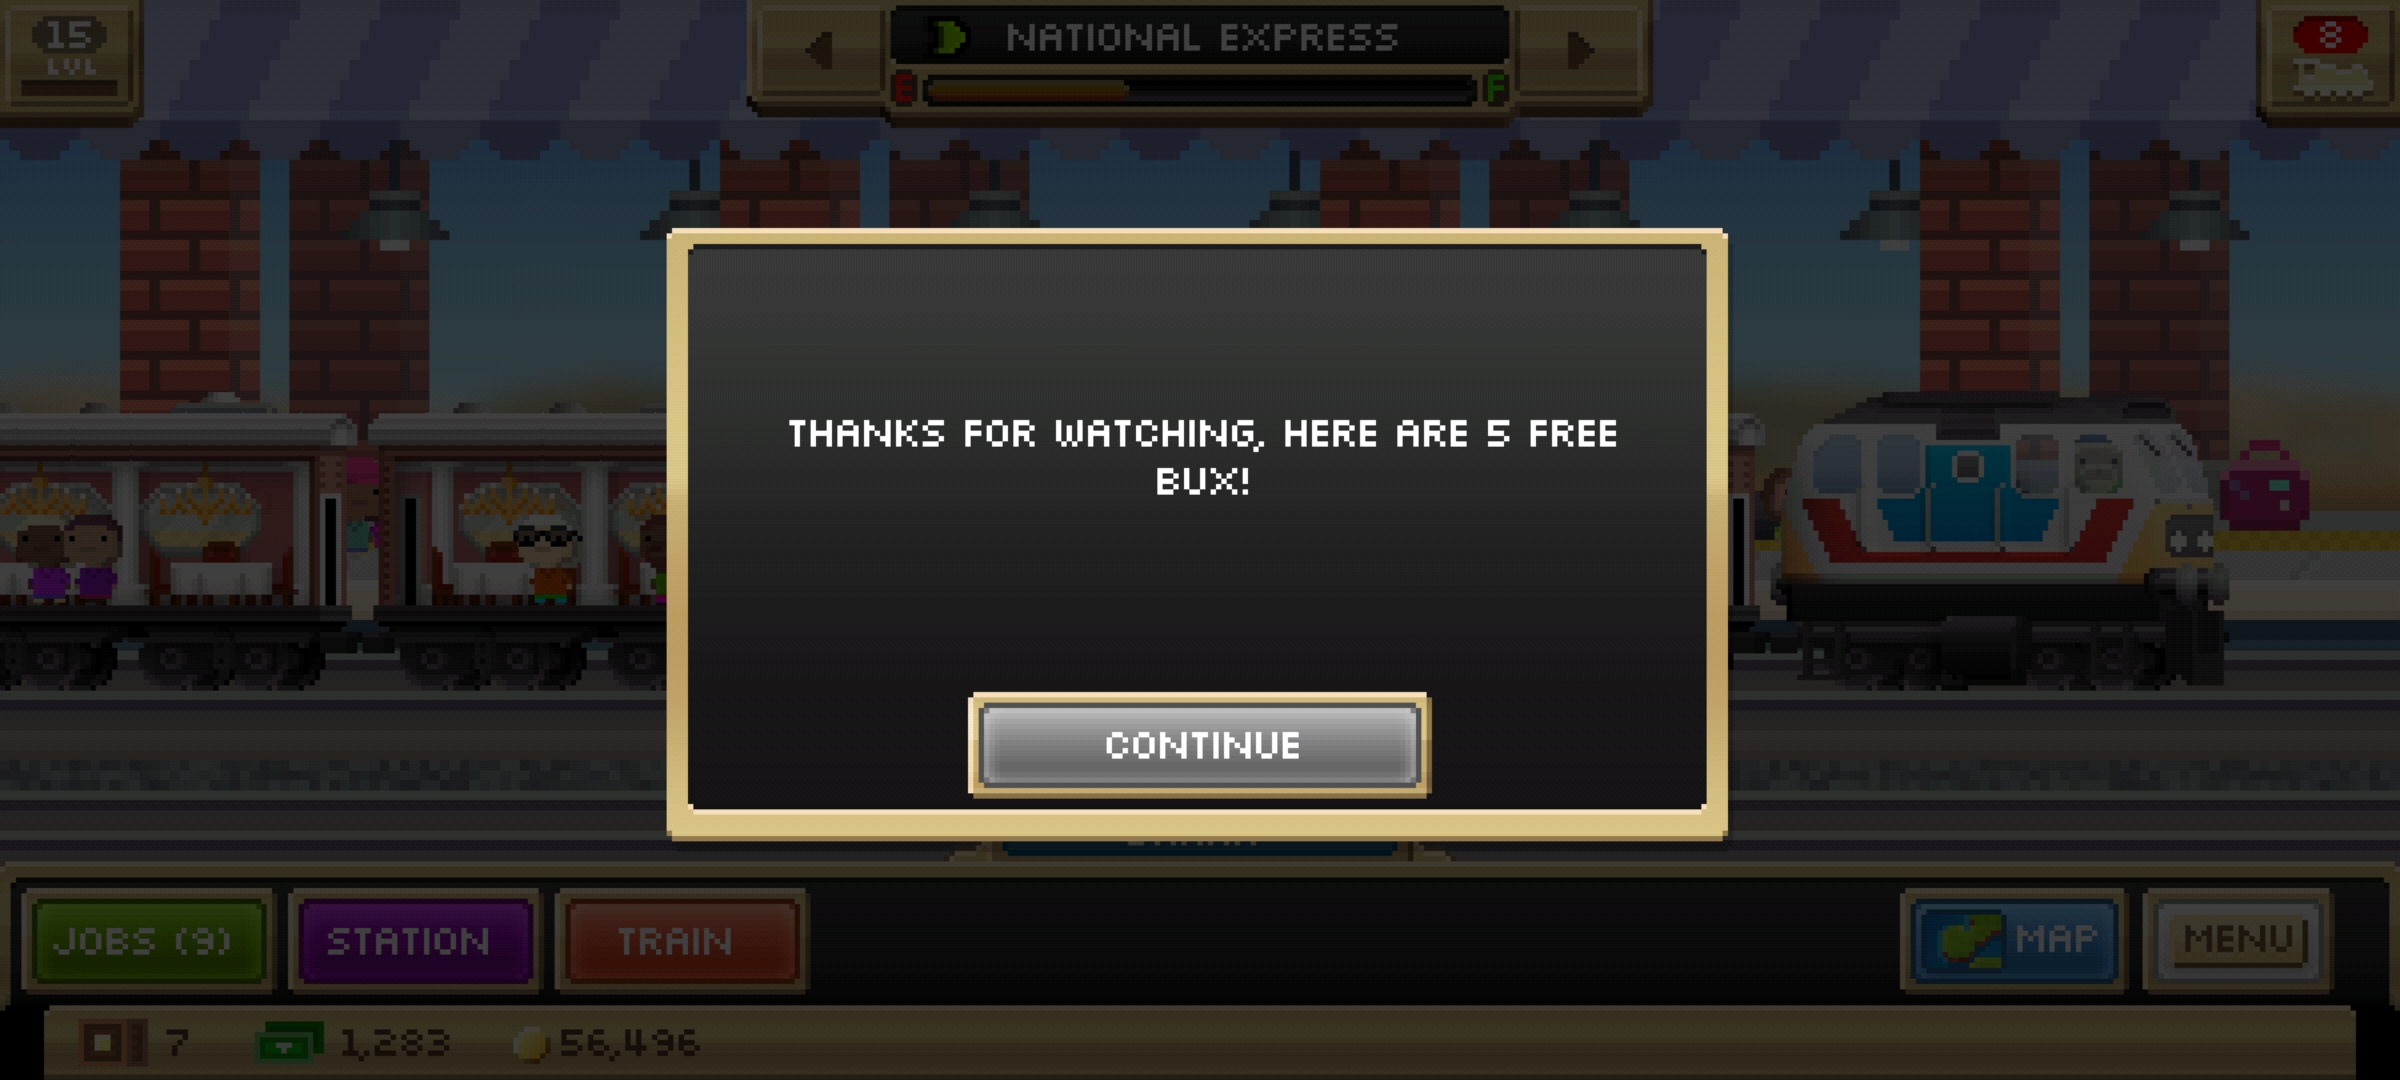 15
LVL
NATIONAL EXPRESS
E F
8
THANKS FOR WATCHING, HERE ARE 5 FREE
BUX!
CONTINUE
JOBS (9) STATION TRAIN MAP MENU
7 1,283 56,496